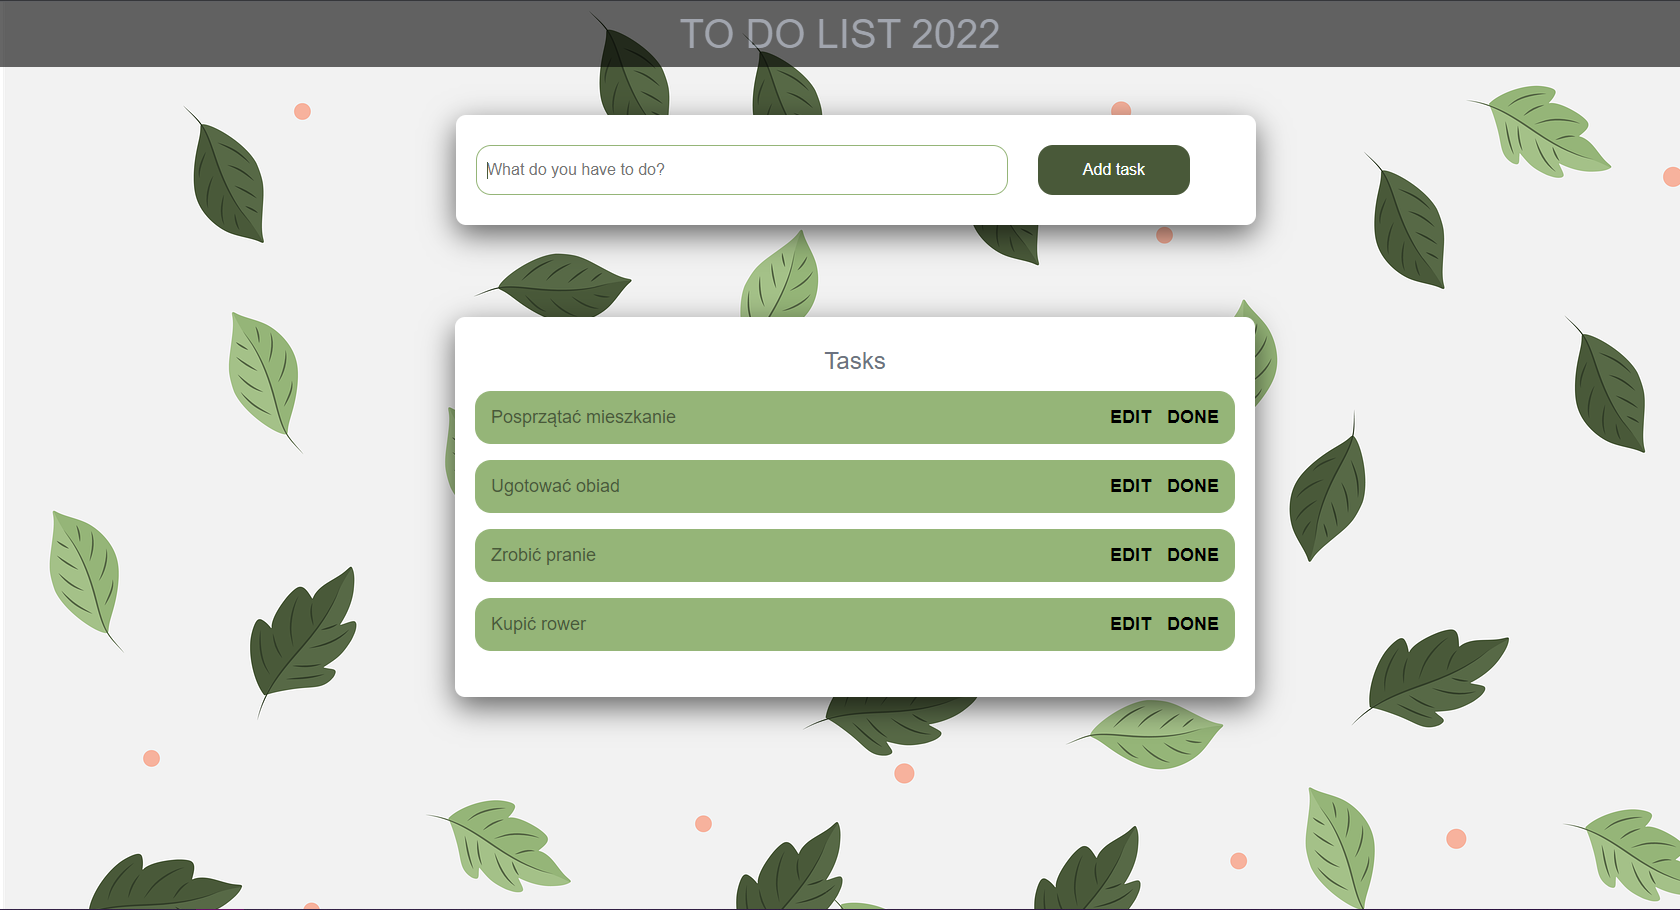 TO DO LIST 2022
What do you have to do?
Add task
Tasks
Posprzątać mieszkanie EDIT DONE
Ugotować obiad EDIT DONE
Zrobić pranie EDIT DONE
Kupić rower EDIT DONE